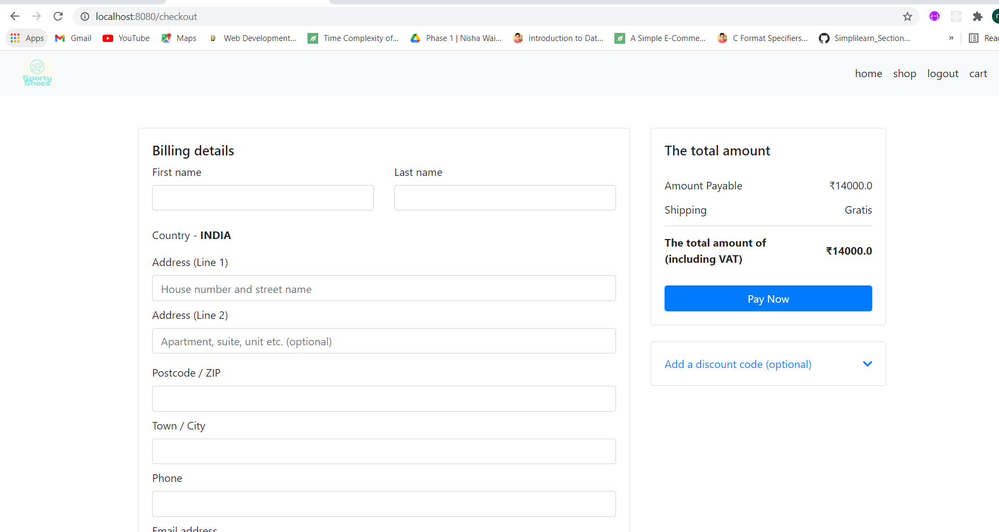 localhost:8080/checkout
Apps Gmail YouTube Maps Web Development... Time Complexity of... Phase 1 | Nisha Wai... Introduction to Dat... A Simple E-Comme... C Format Specifiers... Simplilearn_Section... »
Sporty
Shoes
home shop logout cart
Billing details
First name Last name
Country - INDIA
Address (Line 1)
House number and street name
Address (Line 2)
Apartment, suite, unit etc. (optional)
Postcode / ZIP
Town / City
Phone
Email address
The total amount
Amount Payable ₹14000.0
Shipping Gratis
The total amount of
(including VAT) ₹14000.0
Pay Now
Add a discount code (optional)